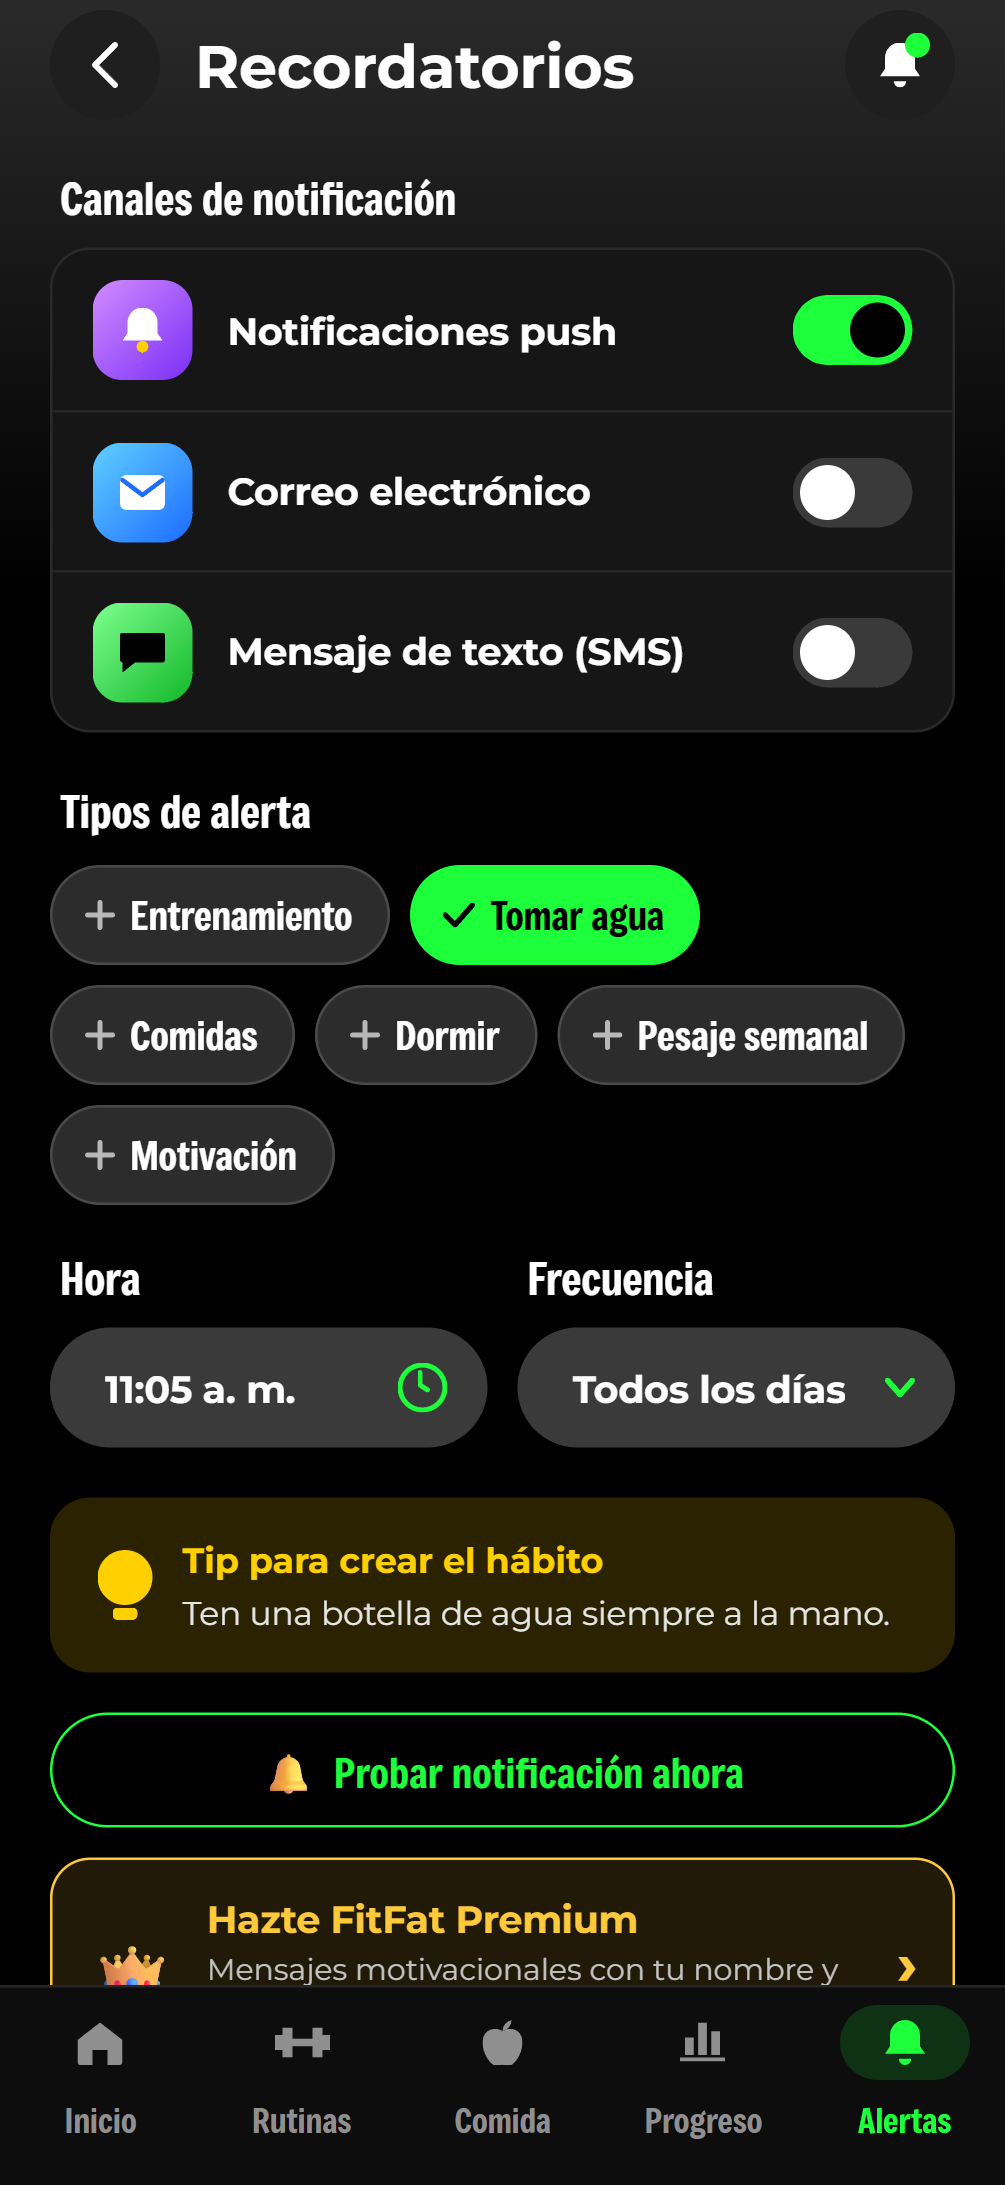 Recordatorios
Canales de notificación
Notificaciones push
Correo electrónico
Mensaje de texto (SMS)
Tipos de alerta
Entrenamiento
Tomar agua
Comidas
Dormir
Pesaje semanal
Motivación
Hora
Frecuencia
11:05 a. m.
Todos los días
Tip para crear el hábito
Ten una botella de agua siempre a la mano.
Probar notificación ahora
Hazte FitFat Premium
Mensajes motivacionales con tu nombre y
Inicio
Rutinas
Comida
Progreso
Alertas